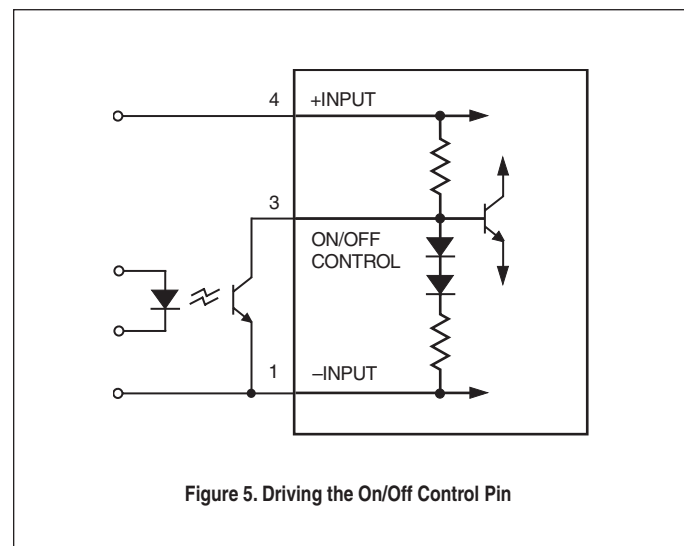 4 +INPUT
3
ON/OFF
CONTROL
1 –INPUT
Figure 5. Driving the On/Off Control Pin